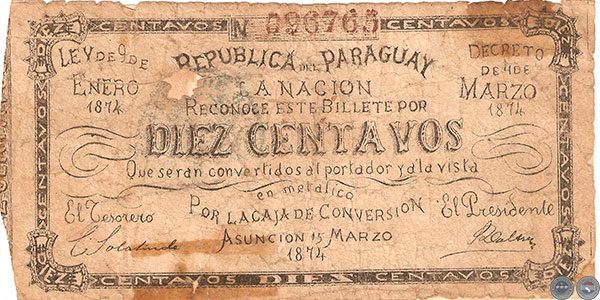 CENTAVOS Nº 696765 CENTAVOS
LEY DE 9 DE ENERO 1874
REPUBLICA DEL PARAGUAY
DECRETO DE 4 DE MARZO 1874
LA NACION
RECONOCE ESTE BILLETE POR
DIEZ CENTAVOS
Que seran convertidos al portador y á la vista
en metalico
POR LA CAJA DE CONVERSION
El Tesorero
El Presidente
ASUNCION 15 MARZO
1874
CENTAVOS DIEZ CENTAVOS